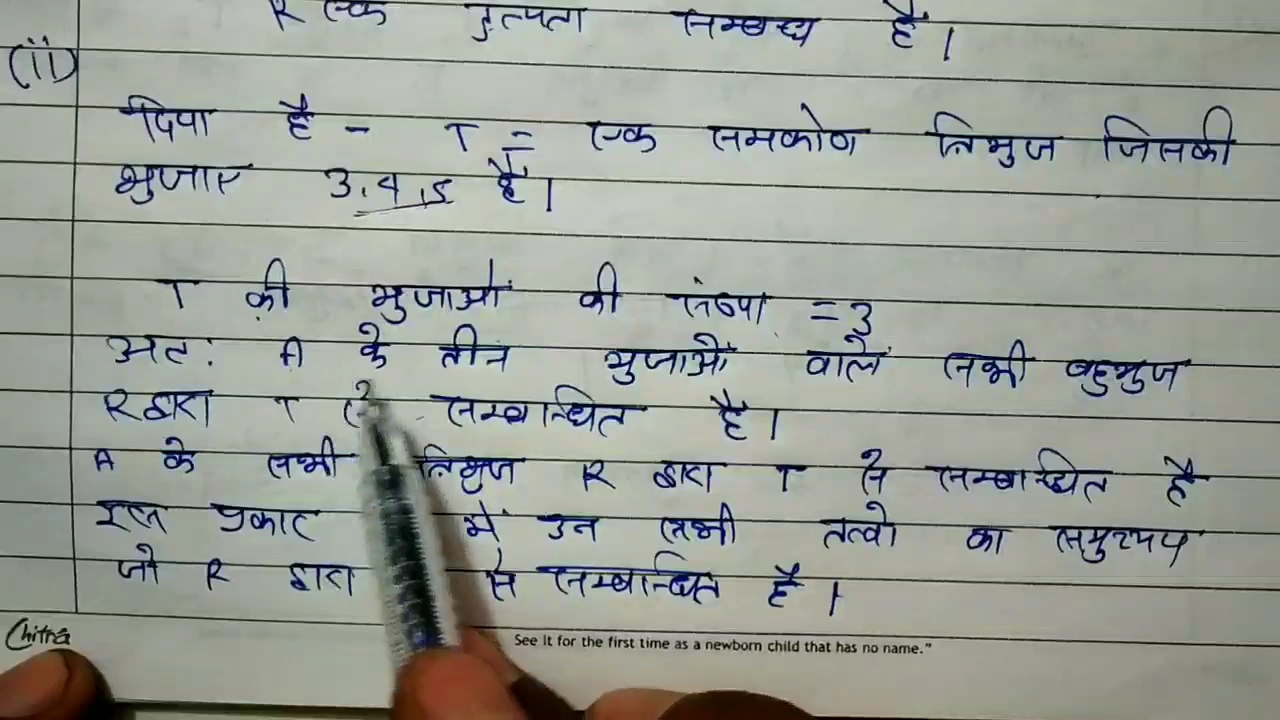 R एक तुल्यता सम्बन्ध है।
(ii)
दिया है - T = एक समकोण त्रिभुज जिसकी
भुजाए 3,4,5 है।
T की भुजाओं की संख्या = 3
अतः A के तीन भुजाओं वाले सभी बहुभुज
R द्वारा T से सम्बन्धित है।
A के सभी त्रिभुज R द्वारा T से सम्बन्धित है
इस प्रकार में उन सभी तत्वो का समुच्चय
जो R द्वारा से सम्बन्धित है।
Chitra
See it for the first time as a newborn child that has no name."